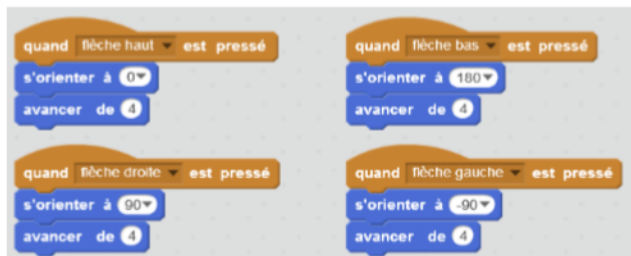 quand flèche haut est pressé
s'orienter à 0
avancer de 4
quand flèche bas est pressé
s'orienter à 180
avancer de 4
quand flèche droite est pressé
s'orienter à 90
avancer de 4
quand flèche gauche est pressé
s'orienter à -90
avancer de 4